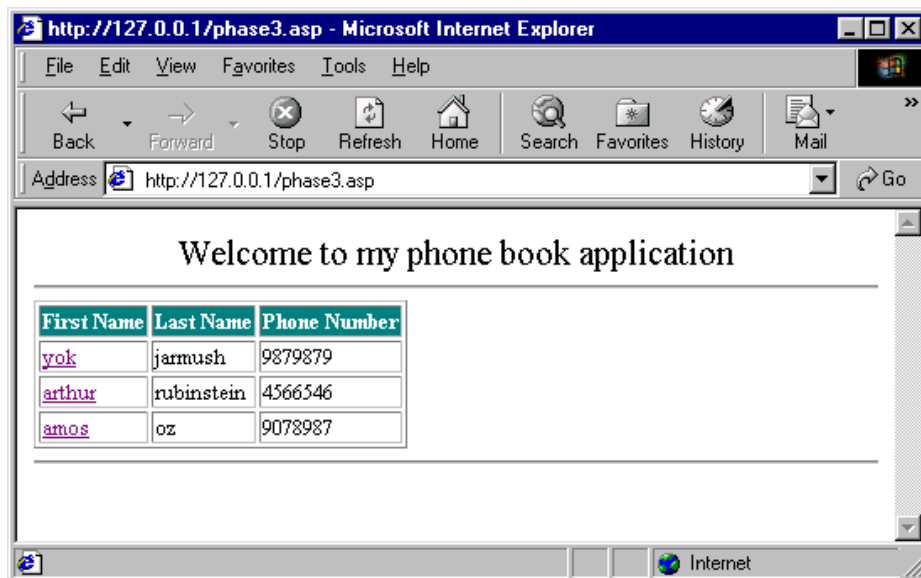 http://127.0.0.1/phase3.asp - Microsoft Internet Explorer
File Edit View Favorites Tools Help
Back Forward Stop Refresh Home Search Favorites History Mail »
Address http://127.0.0.1/phase3.asp Go
Welcome to my phone book application
First Name Last Name Phone Number
yok jarmush 9879879
arthur rubinstein 4566546
amos oz 9078987
Internet